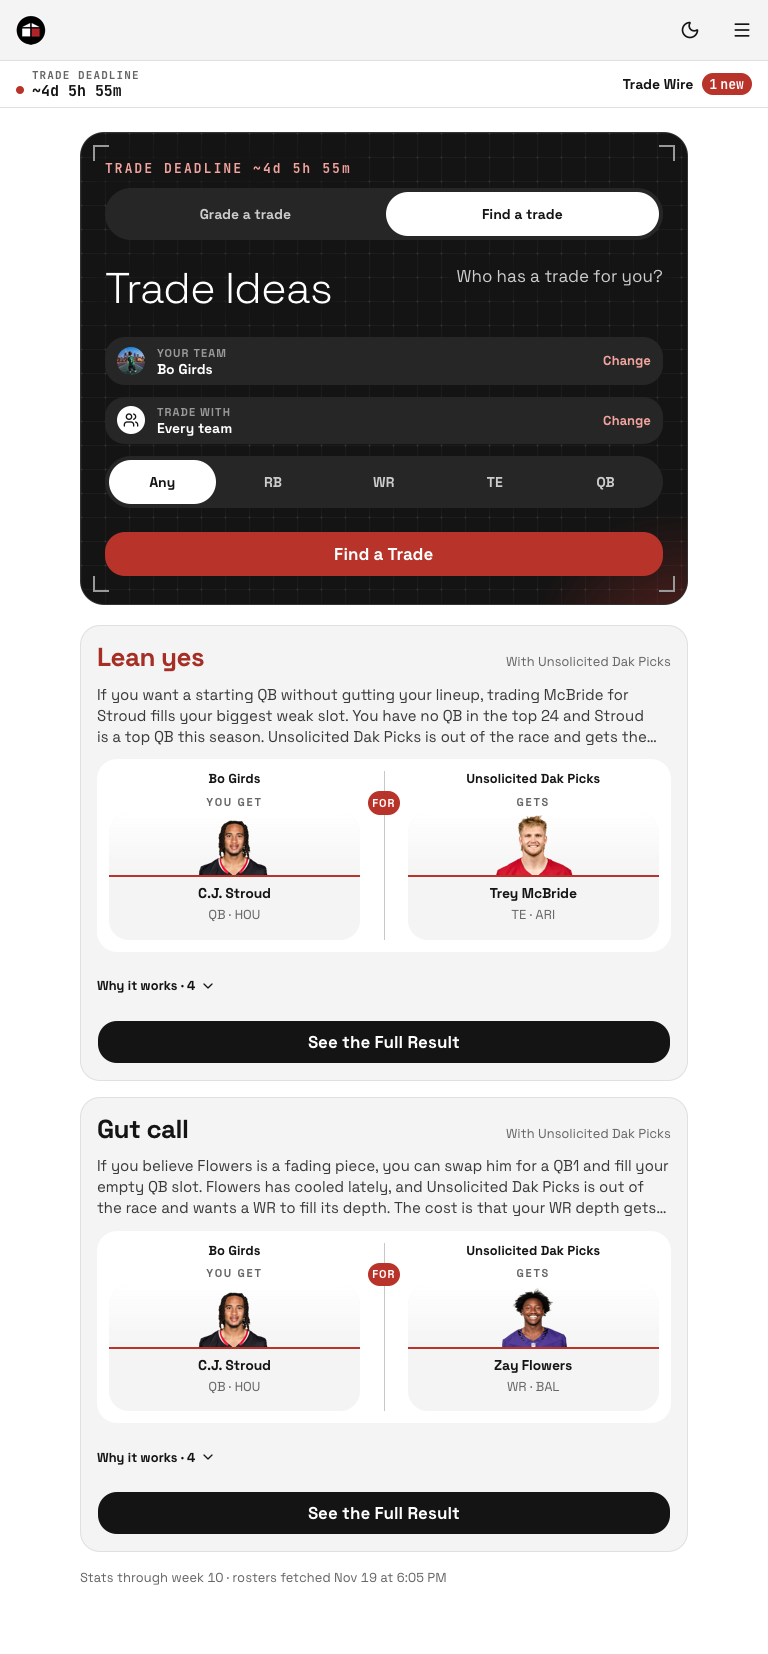 TRADE DEADLINE
~4d 5h 55m
Trade Wire 1 new
TRADE DEADLINE ~4d 5h 55m
Grade a trade
Find a trade
Trade Ideas
Who has a trade for you?
YOUR TEAM
Bo Girds
Change
TRADE WITH
Every team
Change
Any
RB
WR
TE
QB
Find a Trade
Lean yes
With Unsolicited Dak Picks
If you want a starting QB without gutting your lineup, trading McBride for
Stroud fills your biggest weak slot. You have no QB in the top 24 and Stroud
is a top QB this season. Unsolicited Dak Picks is out of the race and gets the...
Bo Girds
YOU GET
C.J. Stroud
QB · HOU
FOR
Unsolicited Dak Picks
GETS
Trey McBride
TE · ARI
Why it works · 4
See the Full Result
Gut call
With Unsolicited Dak Picks
If you believe Flowers is a fading piece, you can swap him for a QB1 and fill your
empty QB slot. Flowers has cooled lately, and Unsolicited Dak Picks is out of
the race and wants a WR to fill its depth. The cost is that your WR depth gets...
Bo Girds
YOU GET
C.J. Stroud
QB · HOU
FOR
Unsolicited Dak Picks
GETS
Zay Flowers
WR · BAL
Why it works · 4
See the Full Result
Stats through week 10 · rosters fetched Nov 19 at 6:05 PM